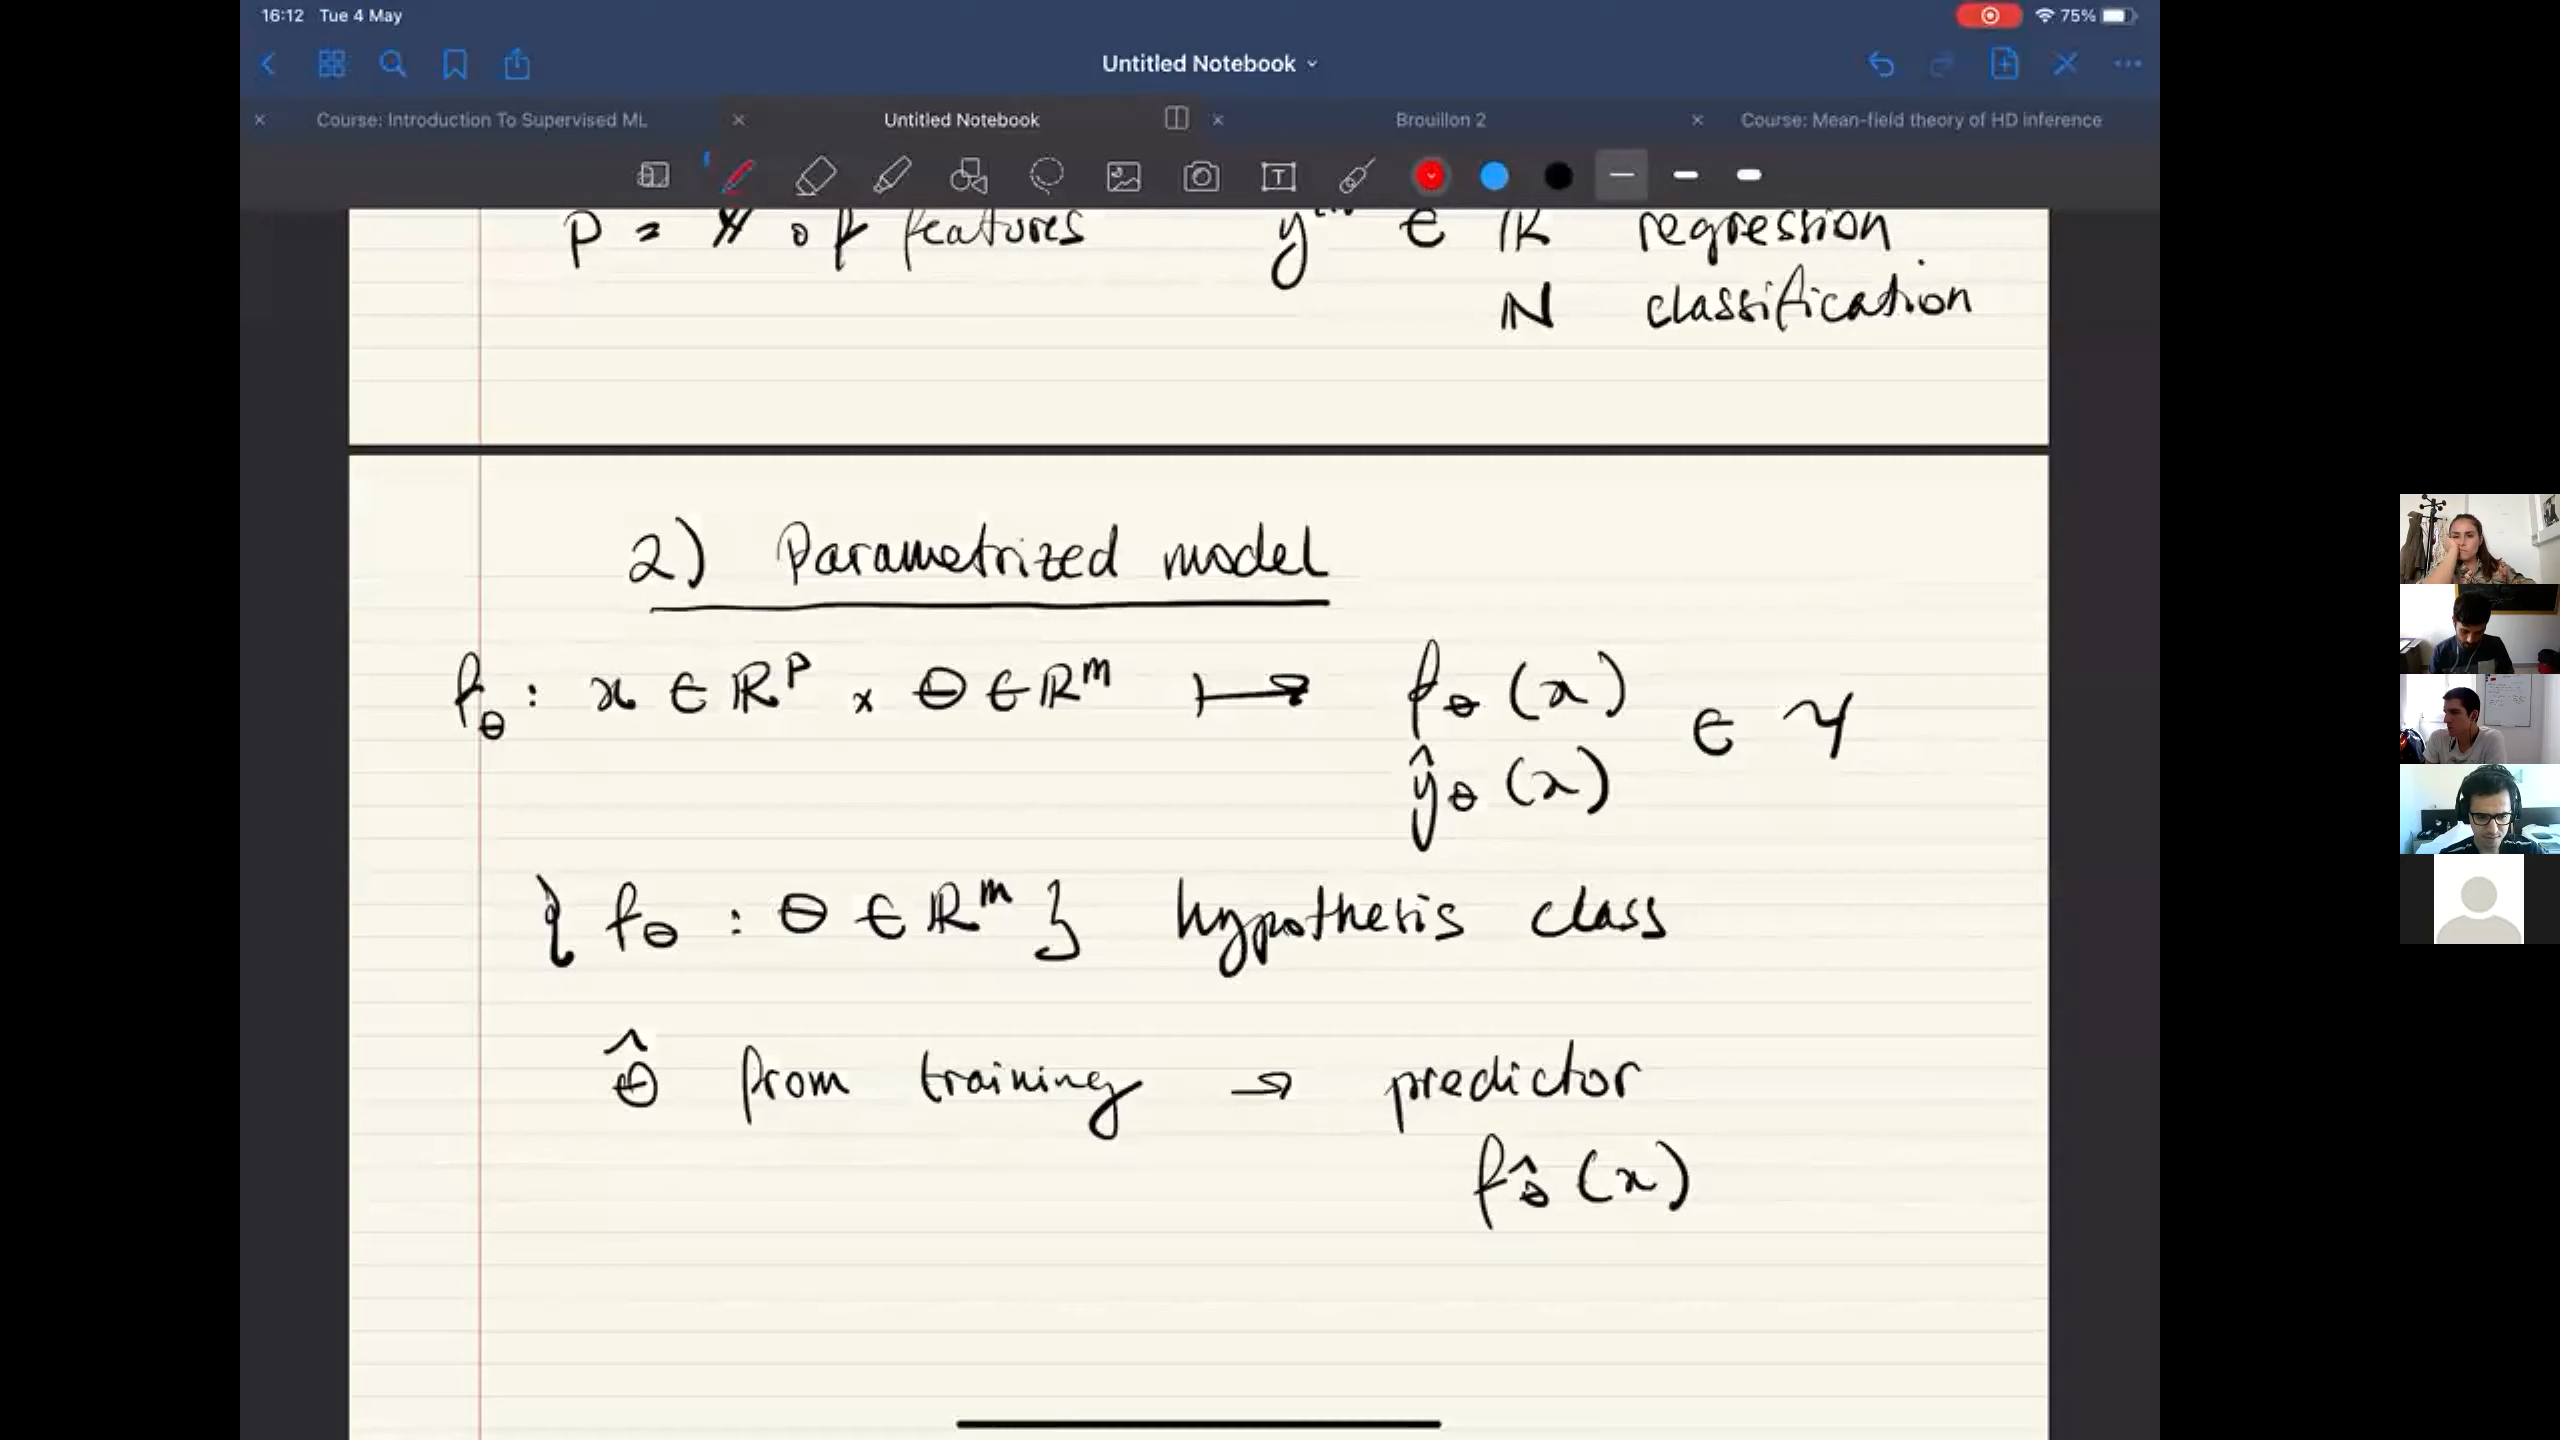 16:12 Tue 4 May
75%
Untitled Notebook
Course: Introduction To Supervised ML
Untitled Notebook
Brouillon 2
Course: Mean-field theory of HD inference
T
P = # of features y ∈ ℝ regression
ℕ classification
2) Parametrized model
f_θ : x ∈ ℝ^p × θ ∈ ℝ^m ↦ f_θ(x)
ŷ_θ(x) ∈ Y
{ f_θ : θ ∈ ℝ^m } hypothesis class
θ̂ from training → predictor
f_θ̂(x)